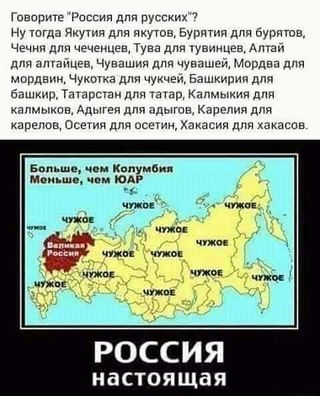 Говорите "Россия для русских"?
Ну тогда Якутия для якутов, Бурятия для бурятов,
Чечня для чеченцев, Тува для тувинцев, Алтай
для алтайцев, Чувашия для чувашей, Мордва для
мордвин, Чукотка для чукчей, Башкирия для
башкир, Татарстан для татар, Калмыкия для
калмыков, Адыгея для адыгов, Карелия для
карелов, Осетия для осетин, Хакасия для хакасов.
Больше, чем Колумбия
Меньше, чем ЮАР
чужое
чужое
чужое
чужое
Великая
Россия
чужое
чужое
чужое
чужое
чужое
чужое
чужое
чужое
РОССИЯ
настоящая